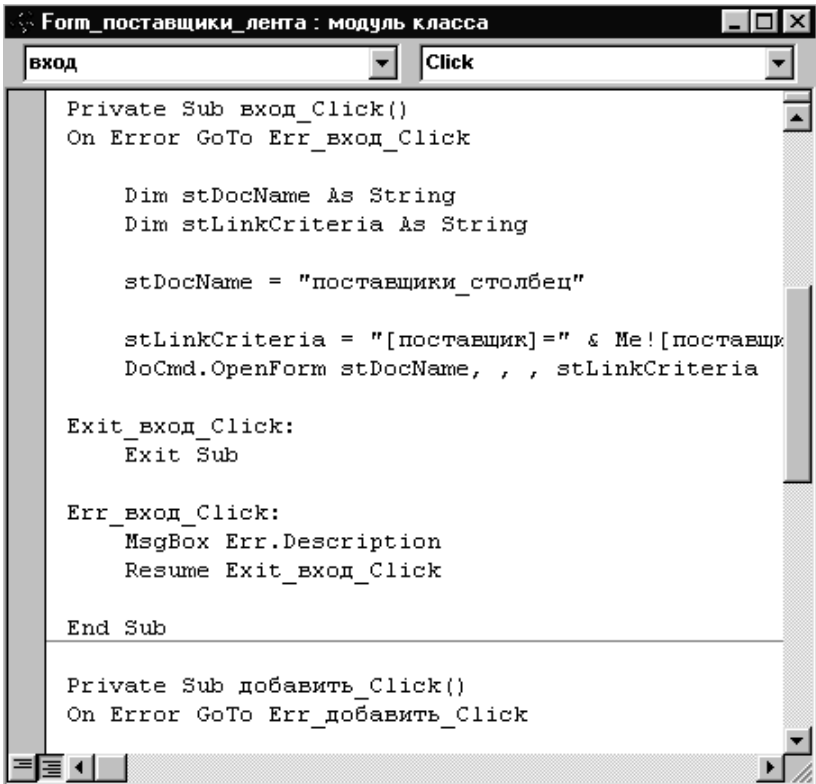 Form_поставщики_лента : модуль класса
вход Click
Private Sub вход_Click()
On Error GoTo Err_вход_Click
Dim stDocName As String
Dim stLinkCriteria As String
stDocName = "поставщики_столбец"
stLinkCriteria = "[поставщик]=" & Me![поставщи
DoCmd.OpenForm stDocName, , , stLinkCriteria
Exit_вход_Click:
Exit Sub
Err_вход_Click:
MsgBox Err.Description
Resume Exit_вход_Click
End Sub
Private Sub добавить_Click()
On Error GoTo Err_добавить_Click